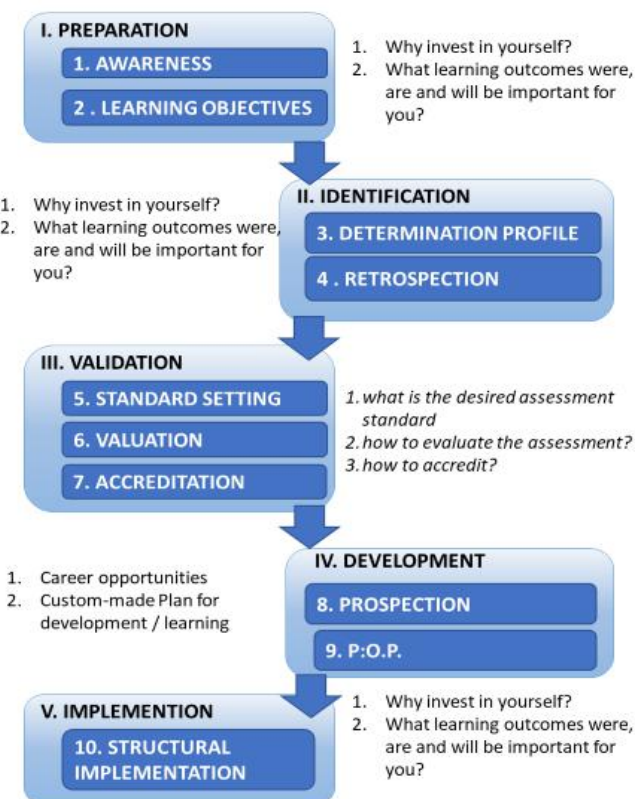 I. PREPARATION
1. AWARENESS
2 . LEARNING OBJECTIVES
1. Why invest in yourself?
2. What learning outcomes were,
are and will be important for
you?
1. Why invest in yourself?
2. What learning outcomes were,
are and will be important for
you?
II. IDENTIFICATION
3. DETERMINATION PROFILE
4 . RETROSPECTION
III. VALIDATION
5. STANDARD SETTING
6. VALUATION
7. ACCREDITATION
1. what is the desired assessment
standard
2. how to evaluate the assessment?
3. how to accredit?
1. Career opportunities
2. Custom-made Plan for
development / learning
IV. DEVELOPMENT
8. PROSPECTION
9. P:O.P.
V. IMPLEMENTION
10. STRUCTURAL
IMPLEMENTATION
1. Why invest in yourself?
2. What learning outcomes were,
are and will be important for
you?